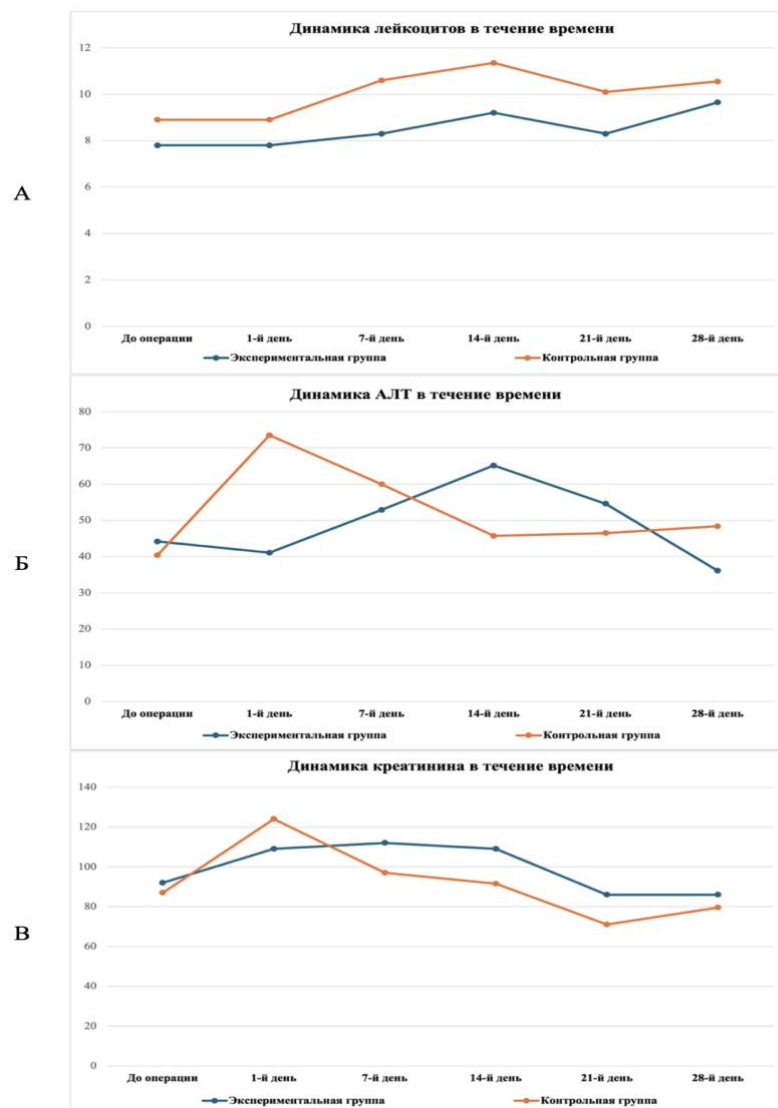 А
Динамика лейкоцитов в течение времени
12
10
8
6
4
2
0
До операции 1-й день 7-й день 14-й день 21-й день 28-й день
Экспериментальная группа Контрольная группа
Б
Динамика АЛТ в течение времени
80
70
60
50
40
30
20
10
0
До операции 1-й день 7-й день 14-й день 21-й день 28-й день
Экспериментальная группа Контрольная группа
В
Динамика креатинина в течение времени
140
120
100
80
60
40
20
0
До операции 1-й день 7-й день 14-й день 21-й день 28-й день
Экспериментальная группа Контрольная группа